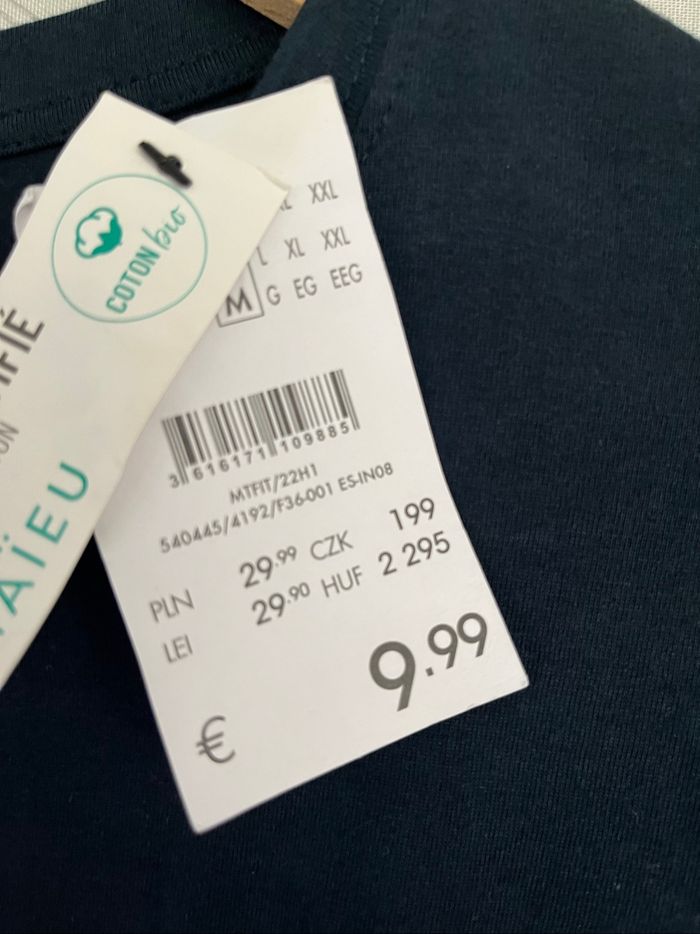 COTON bio
XXL
L XL XXL
M G EG EEG
3 616171 109885
MTFIT/22H1
540445/4192/F36-001 ES-IN08
PLN 29.99 CZK 199
LEI 29.90 HUF 2 295
€ 9.99